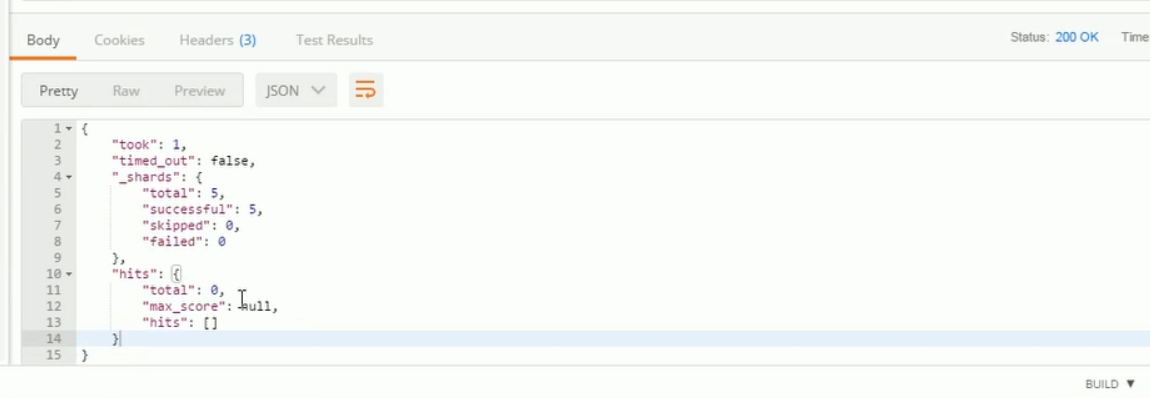 Body Cookies Headers (3) Test Results Status: 200 OK Time
Pretty Raw Preview JSON
1 {
2 "took": 1,
3 "timed_out": false,
4 "_shards": {
5 "total": 5,
6 "successful": 5,
7 "skipped": 0,
8 "failed": 0
9 },
10 "hits": {
11 "total": 0,
12 "max_score": null,
13 "hits": []
14 }
15 }
BUILD